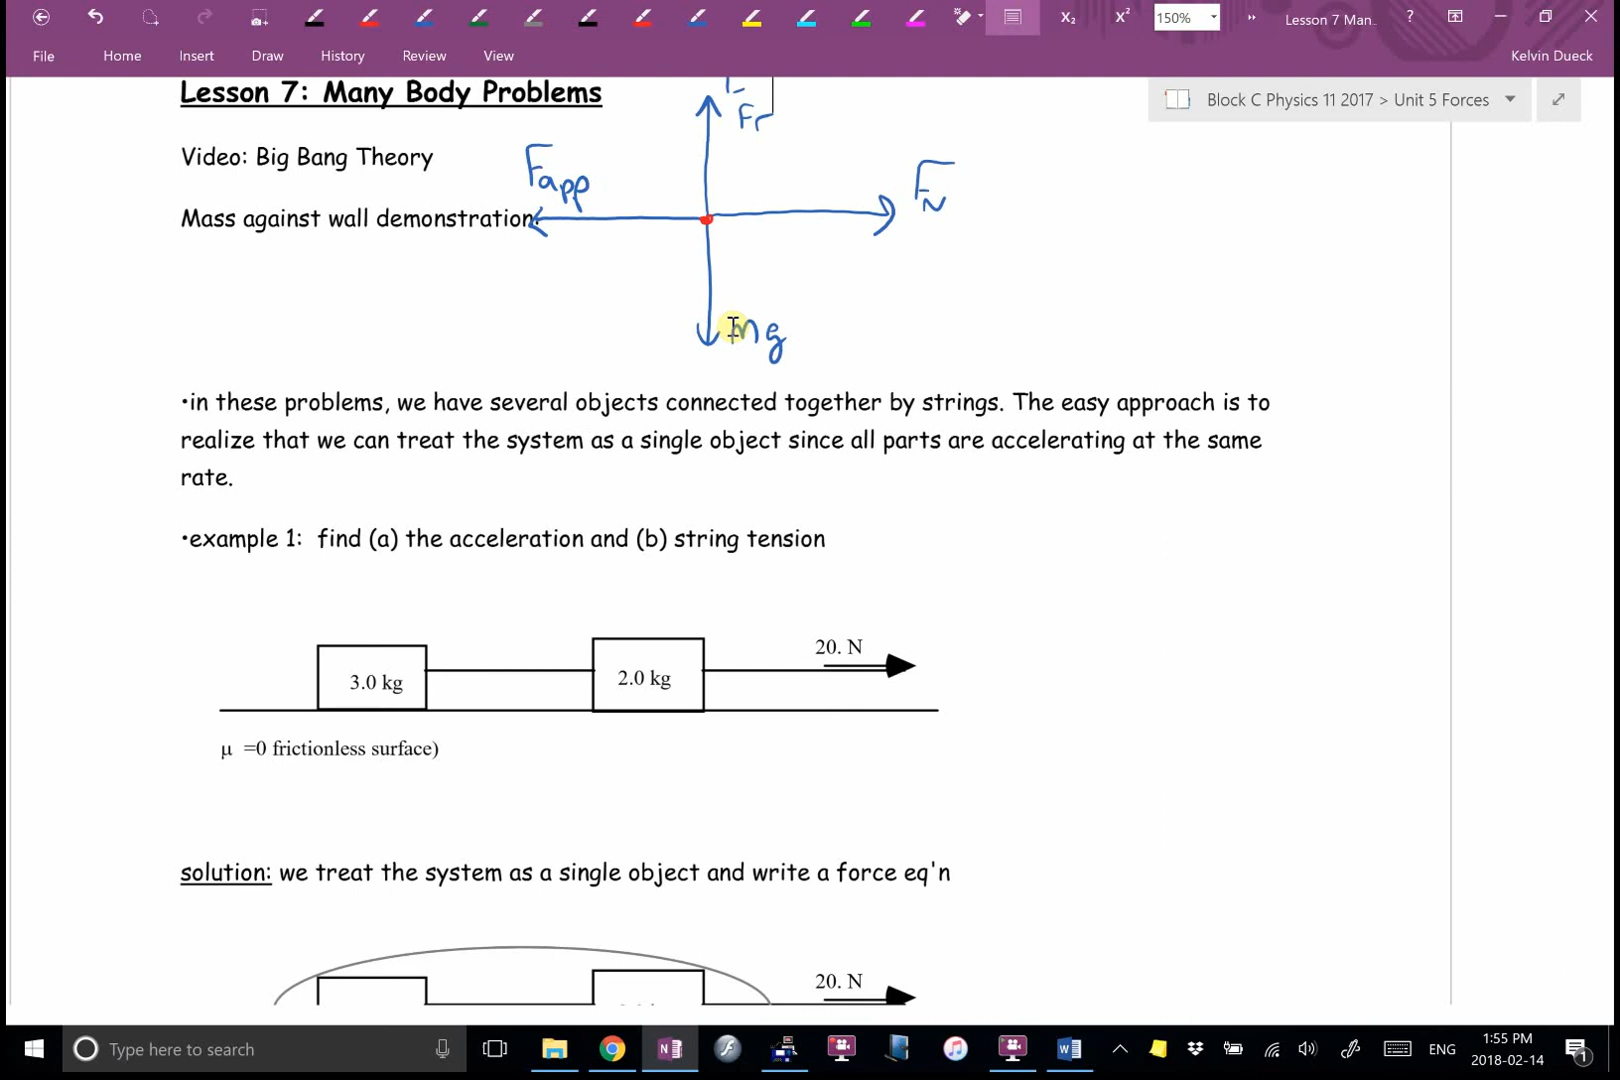 X₂ X² 150% Lesson 7 Man... ?
File Home Insert Draw History Review View Kelvin Dueck
Block C Physics 11 2017 > Unit 5 Forces
Lesson 7: Many Body Problems
Fr
Video: Big Bang Theory
Fapp
FN
Mass against wall demonstration
mg
•in these problems, we have several objects connected together by strings. The easy approach is to
realize that we can treat the system as a single object since all parts are accelerating at the same
rate.
•example 1: find (a) the acceleration and (b) string tension
20. N
3.0 kg 2.0 kg
μ =0 frictionless surface)
solution: we treat the system as a single object and write a force eq'n
20. N
Type here to search
ENG
1:55 PM
2018-02-14
1